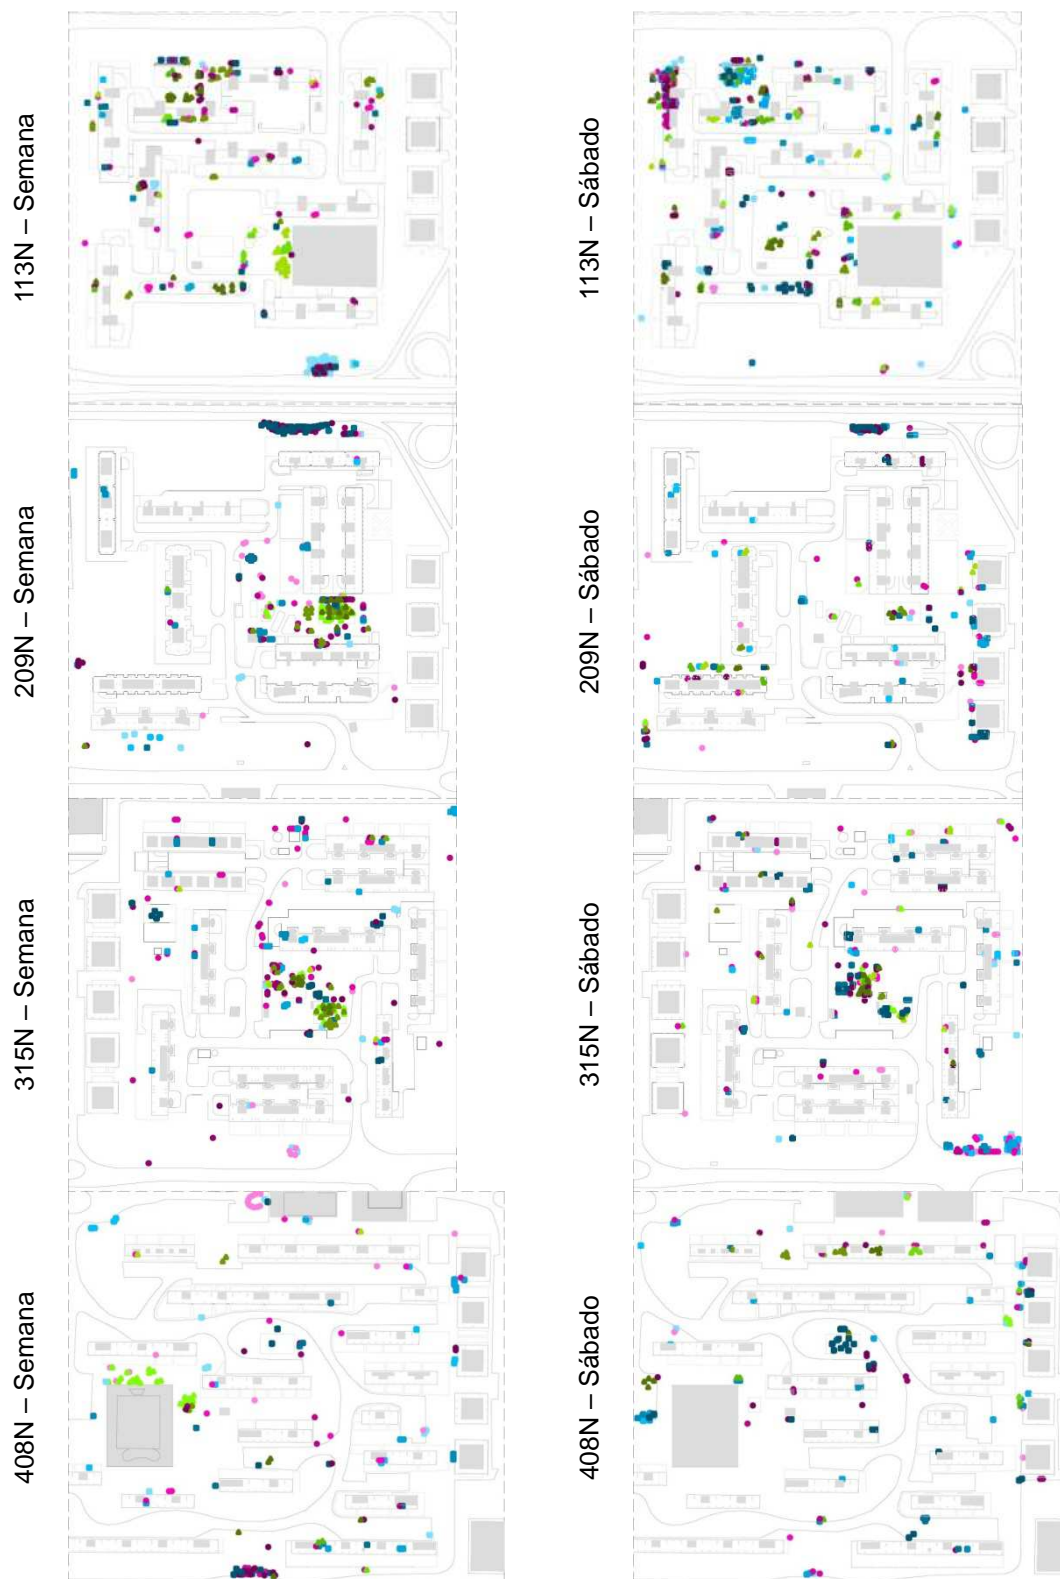 113N – Semana
113N – Sábado
209N – Semana
209N – Sábado
315N – Semana
315N – Sábado
408N – Semana
408N – Sábado